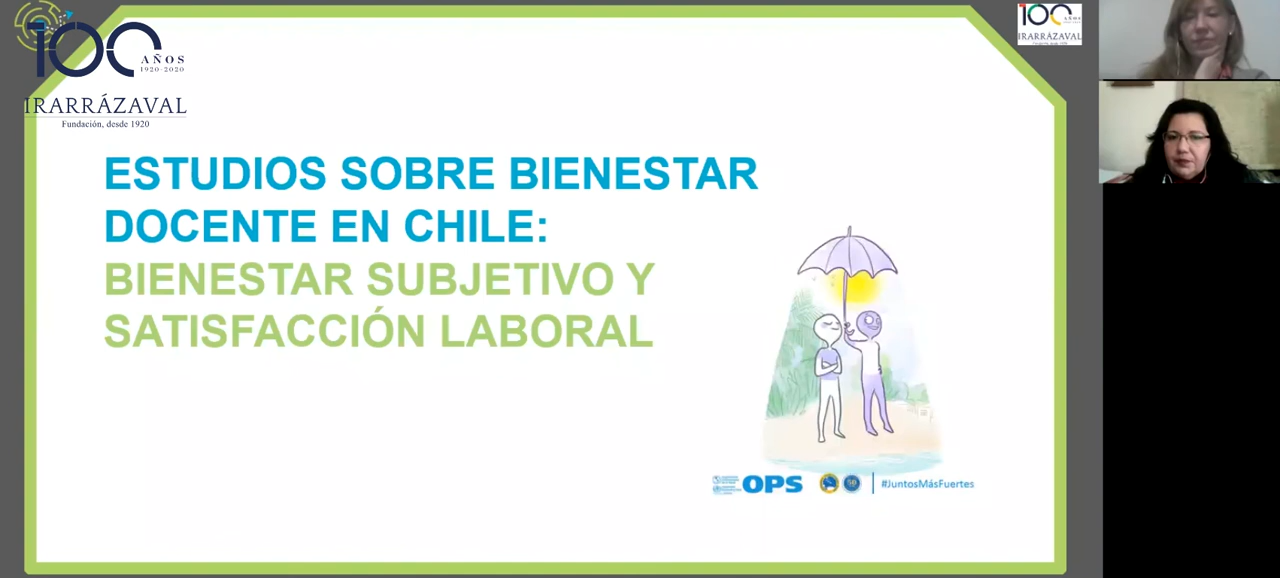 100
AÑOS
1920-2020
IRARRÁZAVAL
Fundación, desde 1920
100
AÑOS
IRARRÁZAVAL
ESTUDIOS SOBRE BIENESTAR
DOCENTE EN CHILE:
BIENESTAR SUBJETIVO Y
SATISFACCIÓN LABORAL
OPS
#JuntosMásFuertes